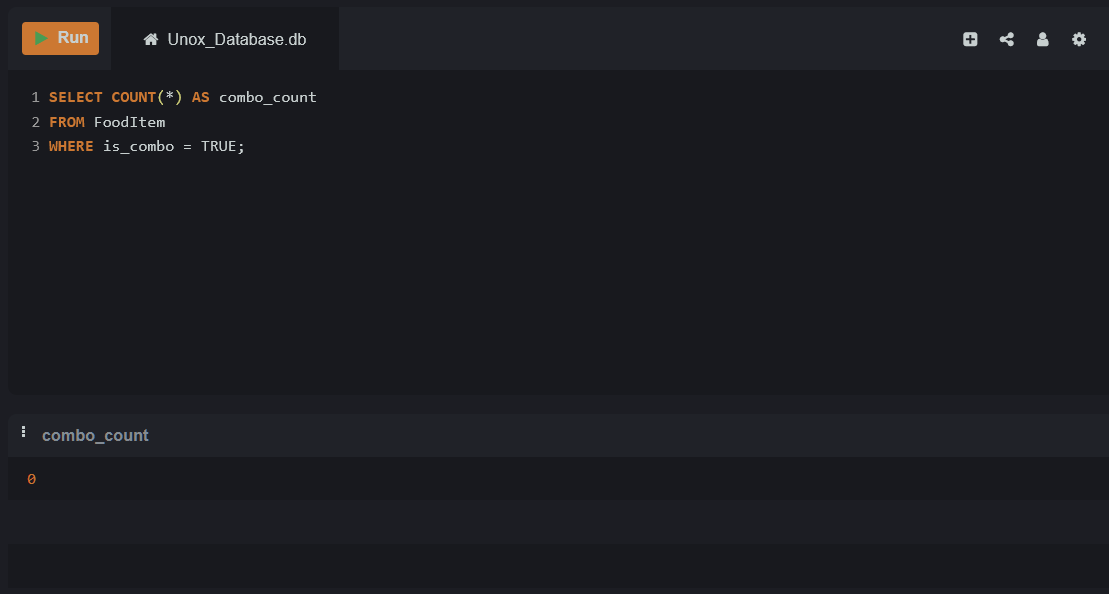 Run Unox_Database.db
1 SELECT COUNT(*) AS combo_count
2 FROM FoodItem
3 WHERE is_combo = TRUE;
combo_count
0